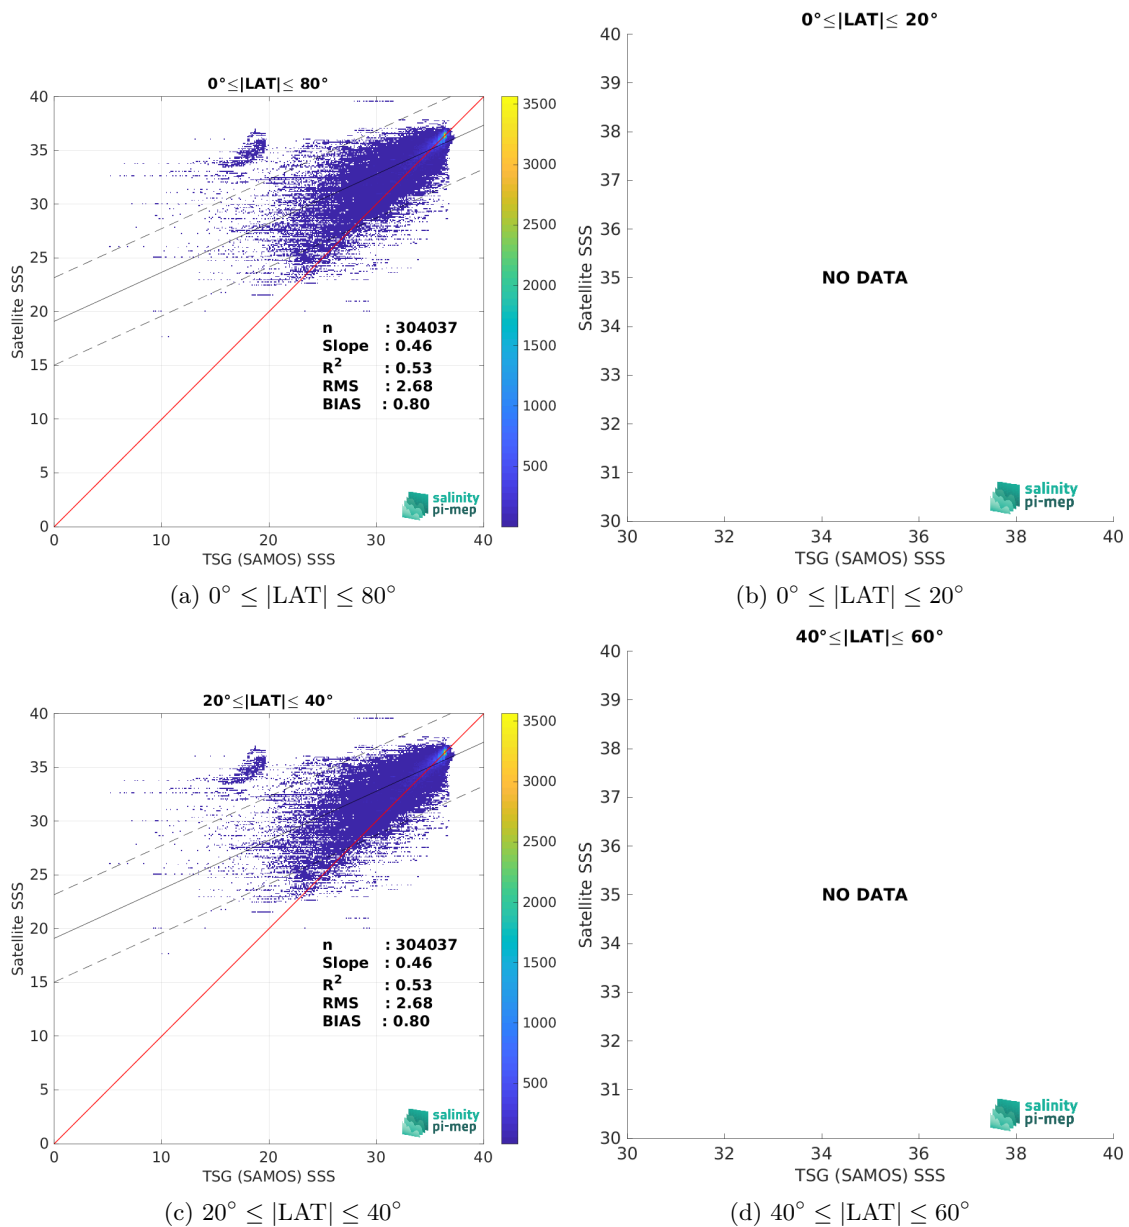 0°≤|LAT|≤ 80°
40
35
30
25
20
15
10
5
0
Satellite SSS
n : 304037
Slope : 0.46
R² : 0.53
RMS : 2.68
BIAS : 0.80
salinity
pi-mep
0 10 20 30 40
TSG (SAMOS) SSS
3500
3000
2500
2000
1500
1000
500
(a) 0° ≤ |LAT| ≤ 80°
0°≤|LAT|≤ 20°
40
39
38
37
36
35
34
33
32
31
30
Satellite SSS
NO DATA
salinity
pi-mep
30 32 34 36 38 40
TSG (SAMOS) SSS
(b) 0° ≤ |LAT| ≤ 20°
20°≤|LAT|≤ 40°
40
35
30
25
20
15
10
5
0
Satellite SSS
n : 304037
Slope : 0.46
R² : 0.53
RMS : 2.68
BIAS : 0.80
salinity
pi-mep
0 10 20 30 40
TSG (SAMOS) SSS
3500
3000
2500
2000
1500
1000
500
(c) 20° ≤ |LAT| ≤ 40°
40°≤|LAT|≤ 60°
40
39
38
37
36
35
34
33
32
31
30
Satellite SSS
NO DATA
salinity
pi-mep
30 32 34 36 38 40
TSG (SAMOS) SSS
(d) 40° ≤ |LAT| ≤ 60°